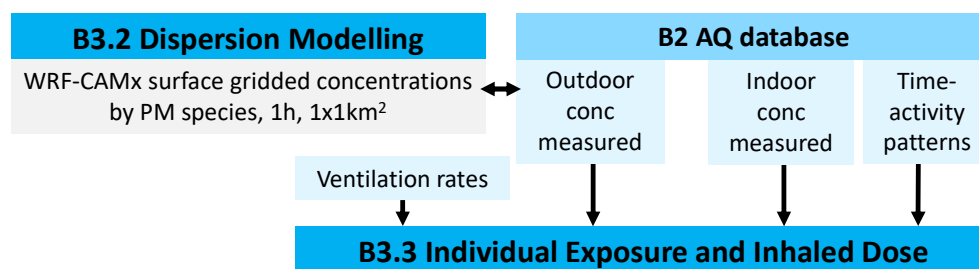 B3.2 Dispersion Modelling
WRF-CAMx surface gridded concentrations
by PM species, 1h, 1x1km²
B2 AQ database
Outdoor
conc
measured
Indoor
conc
measured
Time-
activity
patterns
Ventilation rates
B3.3 Individual Exposure and Inhaled Dose